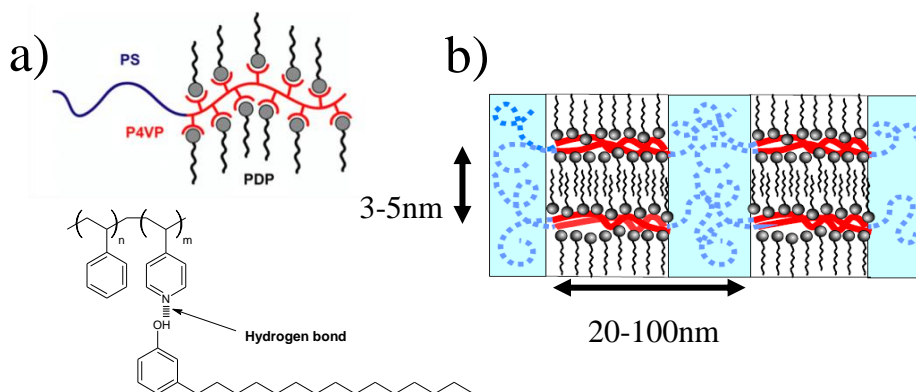 a)
PS
P4VP
PDP
n
m
N
OH
Hydrogen bond
b)
3-5nm
20-100nm